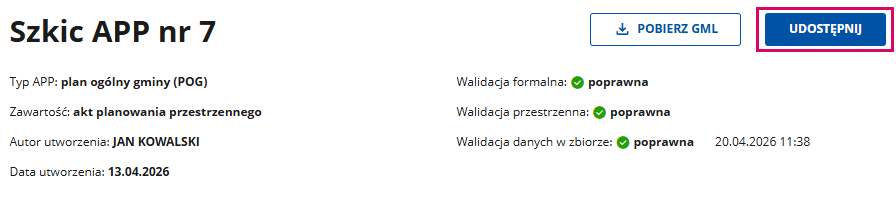 Szkic APP nr 7
POBIERZ GML
UDOSTĘPNIJ
Typ APP: plan ogólny gminy (POG)
Walidacja formalna: poprawna
Zawartość: akt planowania przestrzennego
Walidacja przestrzenna: poprawna
Autor utworzenia: JAN KOWALSKI
Walidacja danych w zbiorze: poprawna 20.04.2026 11:38
Data utworzenia: 13.04.2026